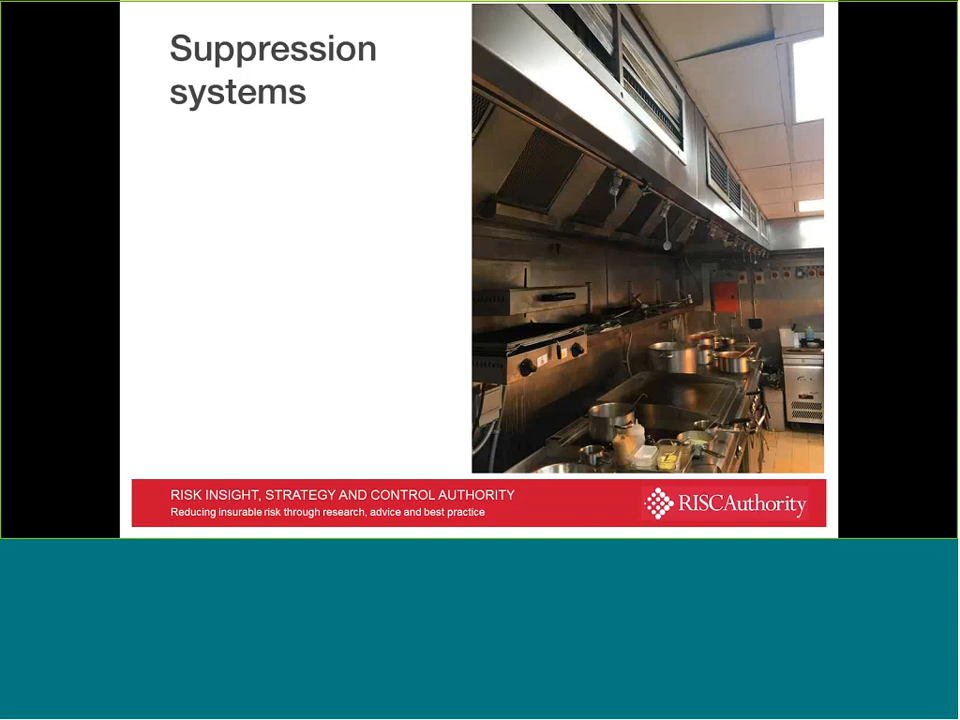 Suppression
systems
RISK INSIGHT, STRATEGY AND CONTROL AUTHORITY
Reducing insurable risk through research, advice and best practice
RISCAuthority